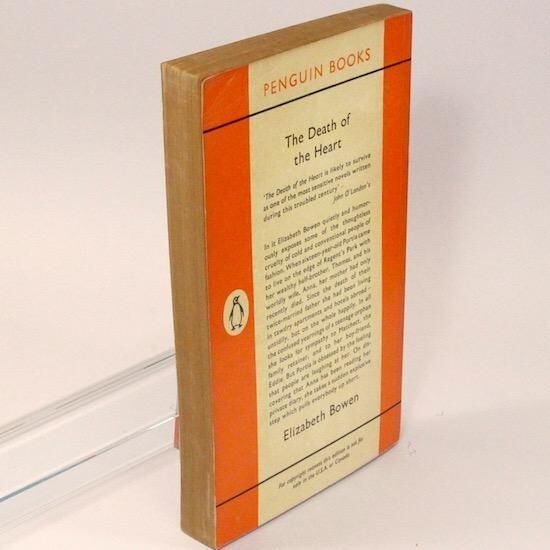 PENGUIN BOOKS
The Death of
the Heart
'The Death of the Heart is likely to survive
as one of the most sensitive novels written
during this troubled century' –
John O'London's
In it Elizabeth Bowen quietly and humor-
ously exposes some of the thoughtless
cruelty of cold and conventional people of
fashion. When sixteen-year-old Portia came
to live on the edge of Regent's Park with
her wealthy half-brother, Thomas, and his
worldly wife, Anna, her mother had only
recently died. Since the death of their
twice-married father she had been living
in tawdry apartments and hotels abroad –
untidily, but on the whole happily. In all
the confused yearnings of a teenage orphan
she looks for sympathy to Matchett, the
family retainer, and to her boy-friend,
Eddie. But Portia is obsessed by the feeling
that people are laughing at her. On dis-
covering that Anna has been reading her
private diary, she takes a sudden explosive
step which pulls everybody up short.
Elizabeth Bowen
For copyright reasons this edition is not for
sale in the U.S.A. or Canada